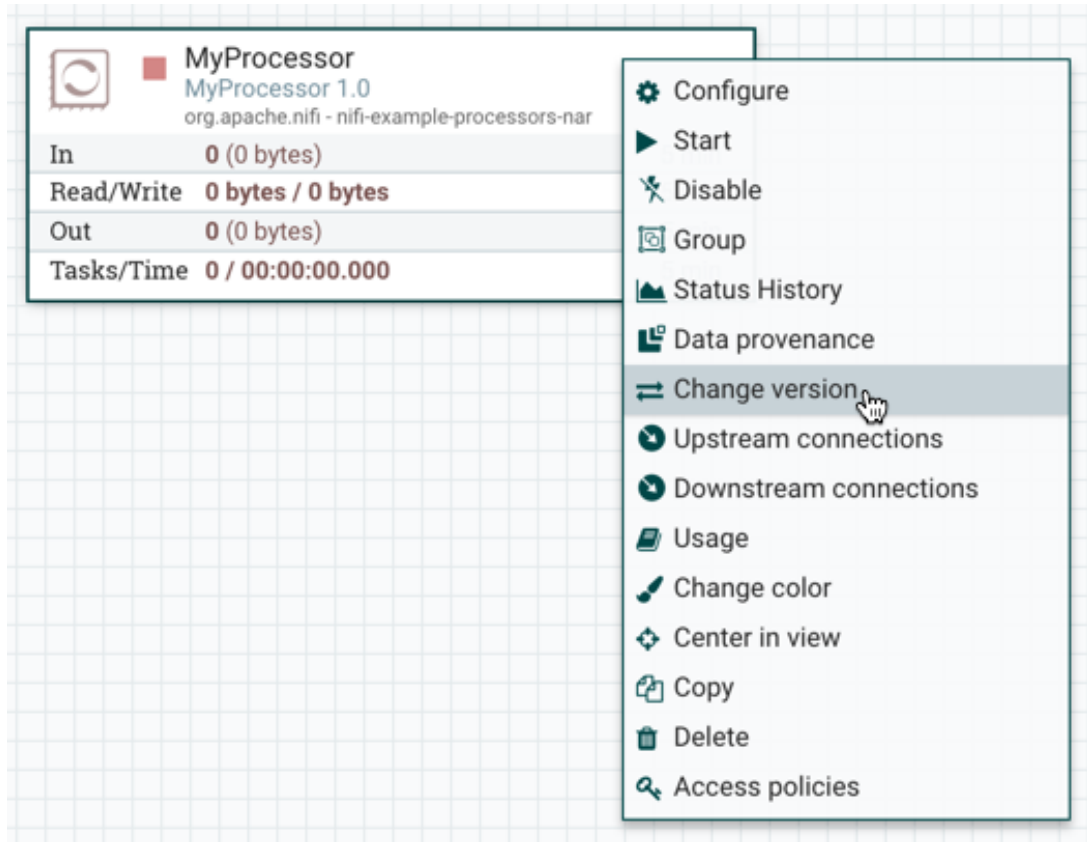 MyProcessor
MyProcessor 1.0
org.apache.nifi - nifi-example-processors-nar
In 0 (0 bytes)
Read/Write 0 bytes / 0 bytes
Out 0 (0 bytes)
Tasks/Time 0 / 00:00:00.000
Configure
Start
Disable
Group
Status History
Data provenance
Change version
Upstream connections
Downstream connections
Usage
Change color
Center in view
Copy
Delete
Access policies